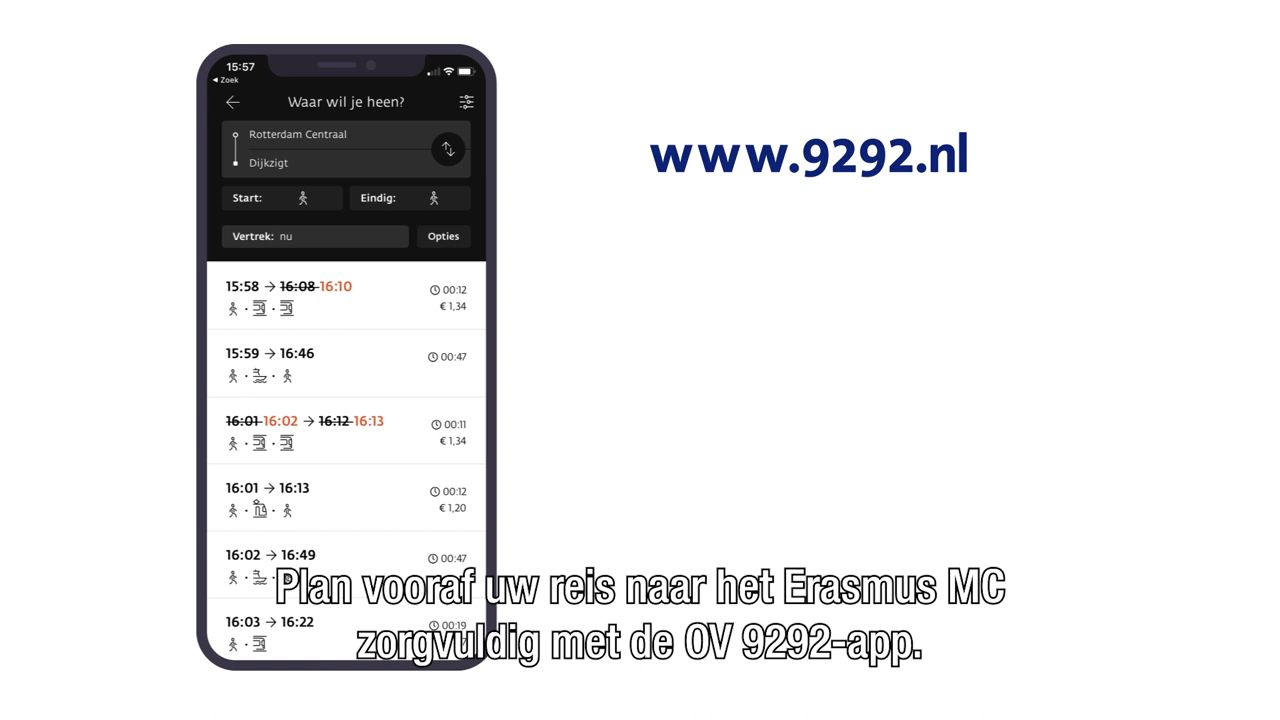 15:57
Zoek
Waar wil je heen?
Rotterdam Centraal
Dijkzigt
Start:
Eindig:
Vertrek: nu
Opties
15:58 → 16:08 16:10
00:12
€ 1,34
15:59 → 16:46
00:47
16:01 16:02 → 16:12 16:13
00:11
€ 1,34
16:01 → 16:13
00:12
€ 1,20
16:02 → 16:49
00:47
16:03 → 16:22
00:19
www.9292.nl
Plan vooraf uw reis naar het Erasmus MC
zorgvuldig met de OV 9292-app.